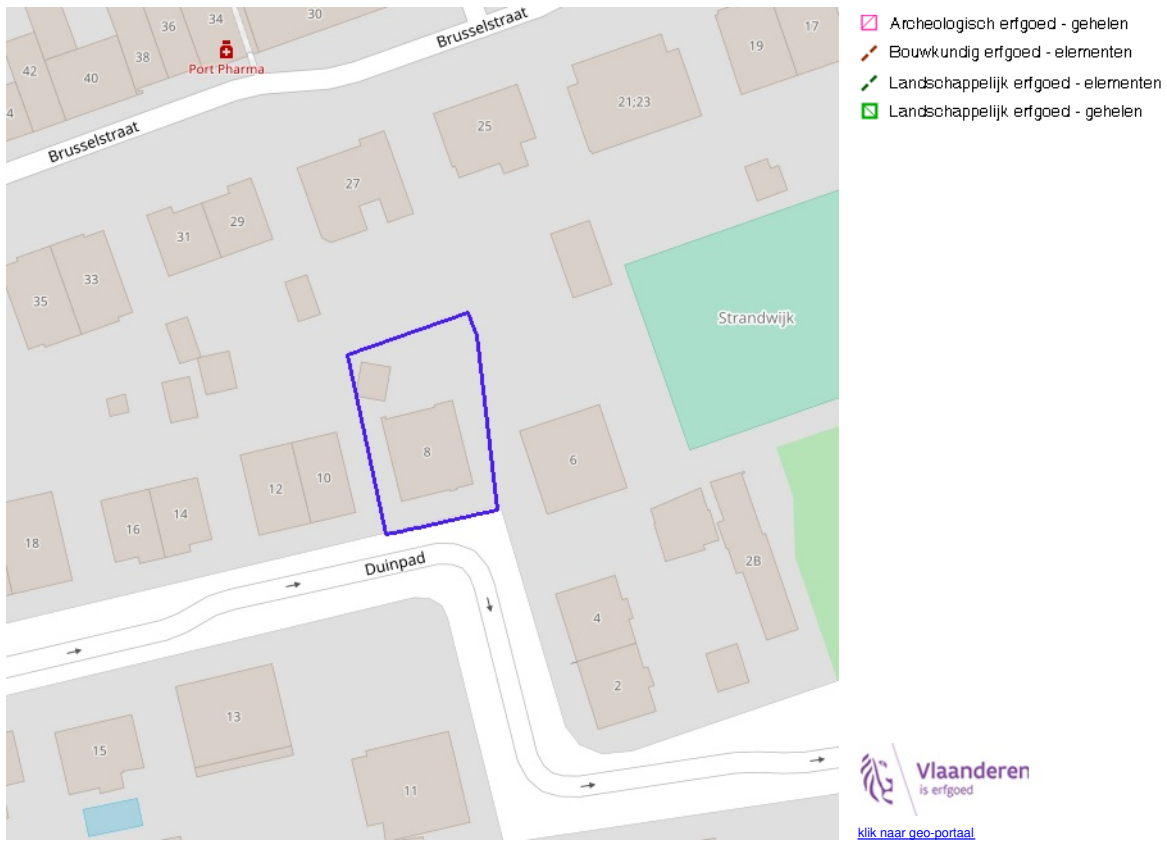 30
17
36
34
19
38
Brusselstraat
Port Pharma
42
40
21;23
4
25
Brusselstraat
27
29
31
33
35
Strandwijk
8
6
10
12
14
16
18
2B
Duinpad
4
2
13
15
11
Archeologisch erfgoed - gehelen
Bouwkundig erfgoed - elementen
Landschappelijk erfgoed - elementen
Landschappelijk erfgoed - gehelen
Vlaanderen
is erfgoed
klik naar geo-portaal